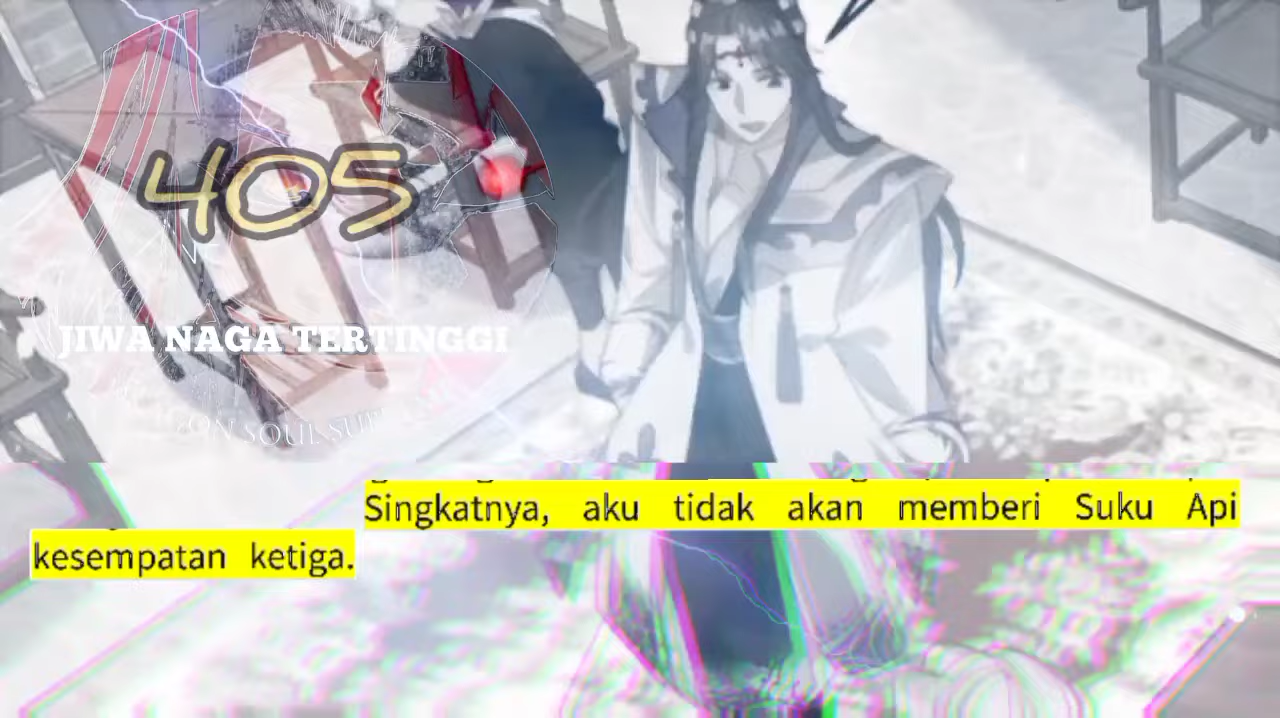 405
JIWA NAGA TERTINGGI
Singkatnya, aku tidak akan memberi Suku Api
kesempatan ketiga.